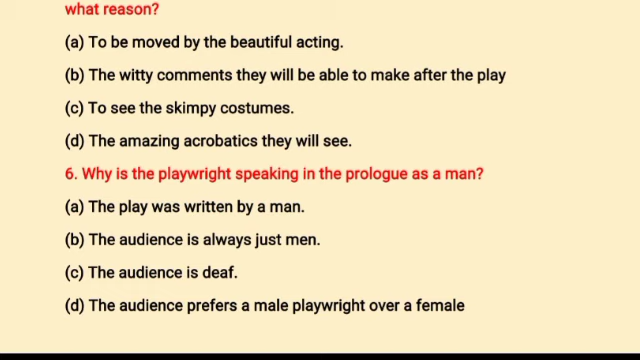 what reason?
(a) To be moved by the beautiful acting.
(b) The witty comments they will be able to make after the play
(c) To see the skimpy costumes.
(d) The amazing acrobatics they will see.
6. Why is the playwright speaking in the prologue as a man?
(a) The play was written by a man.
(b) The audience is always just men.
(c) The audience is deaf.
(d) The audience prefers a male playwright over a female